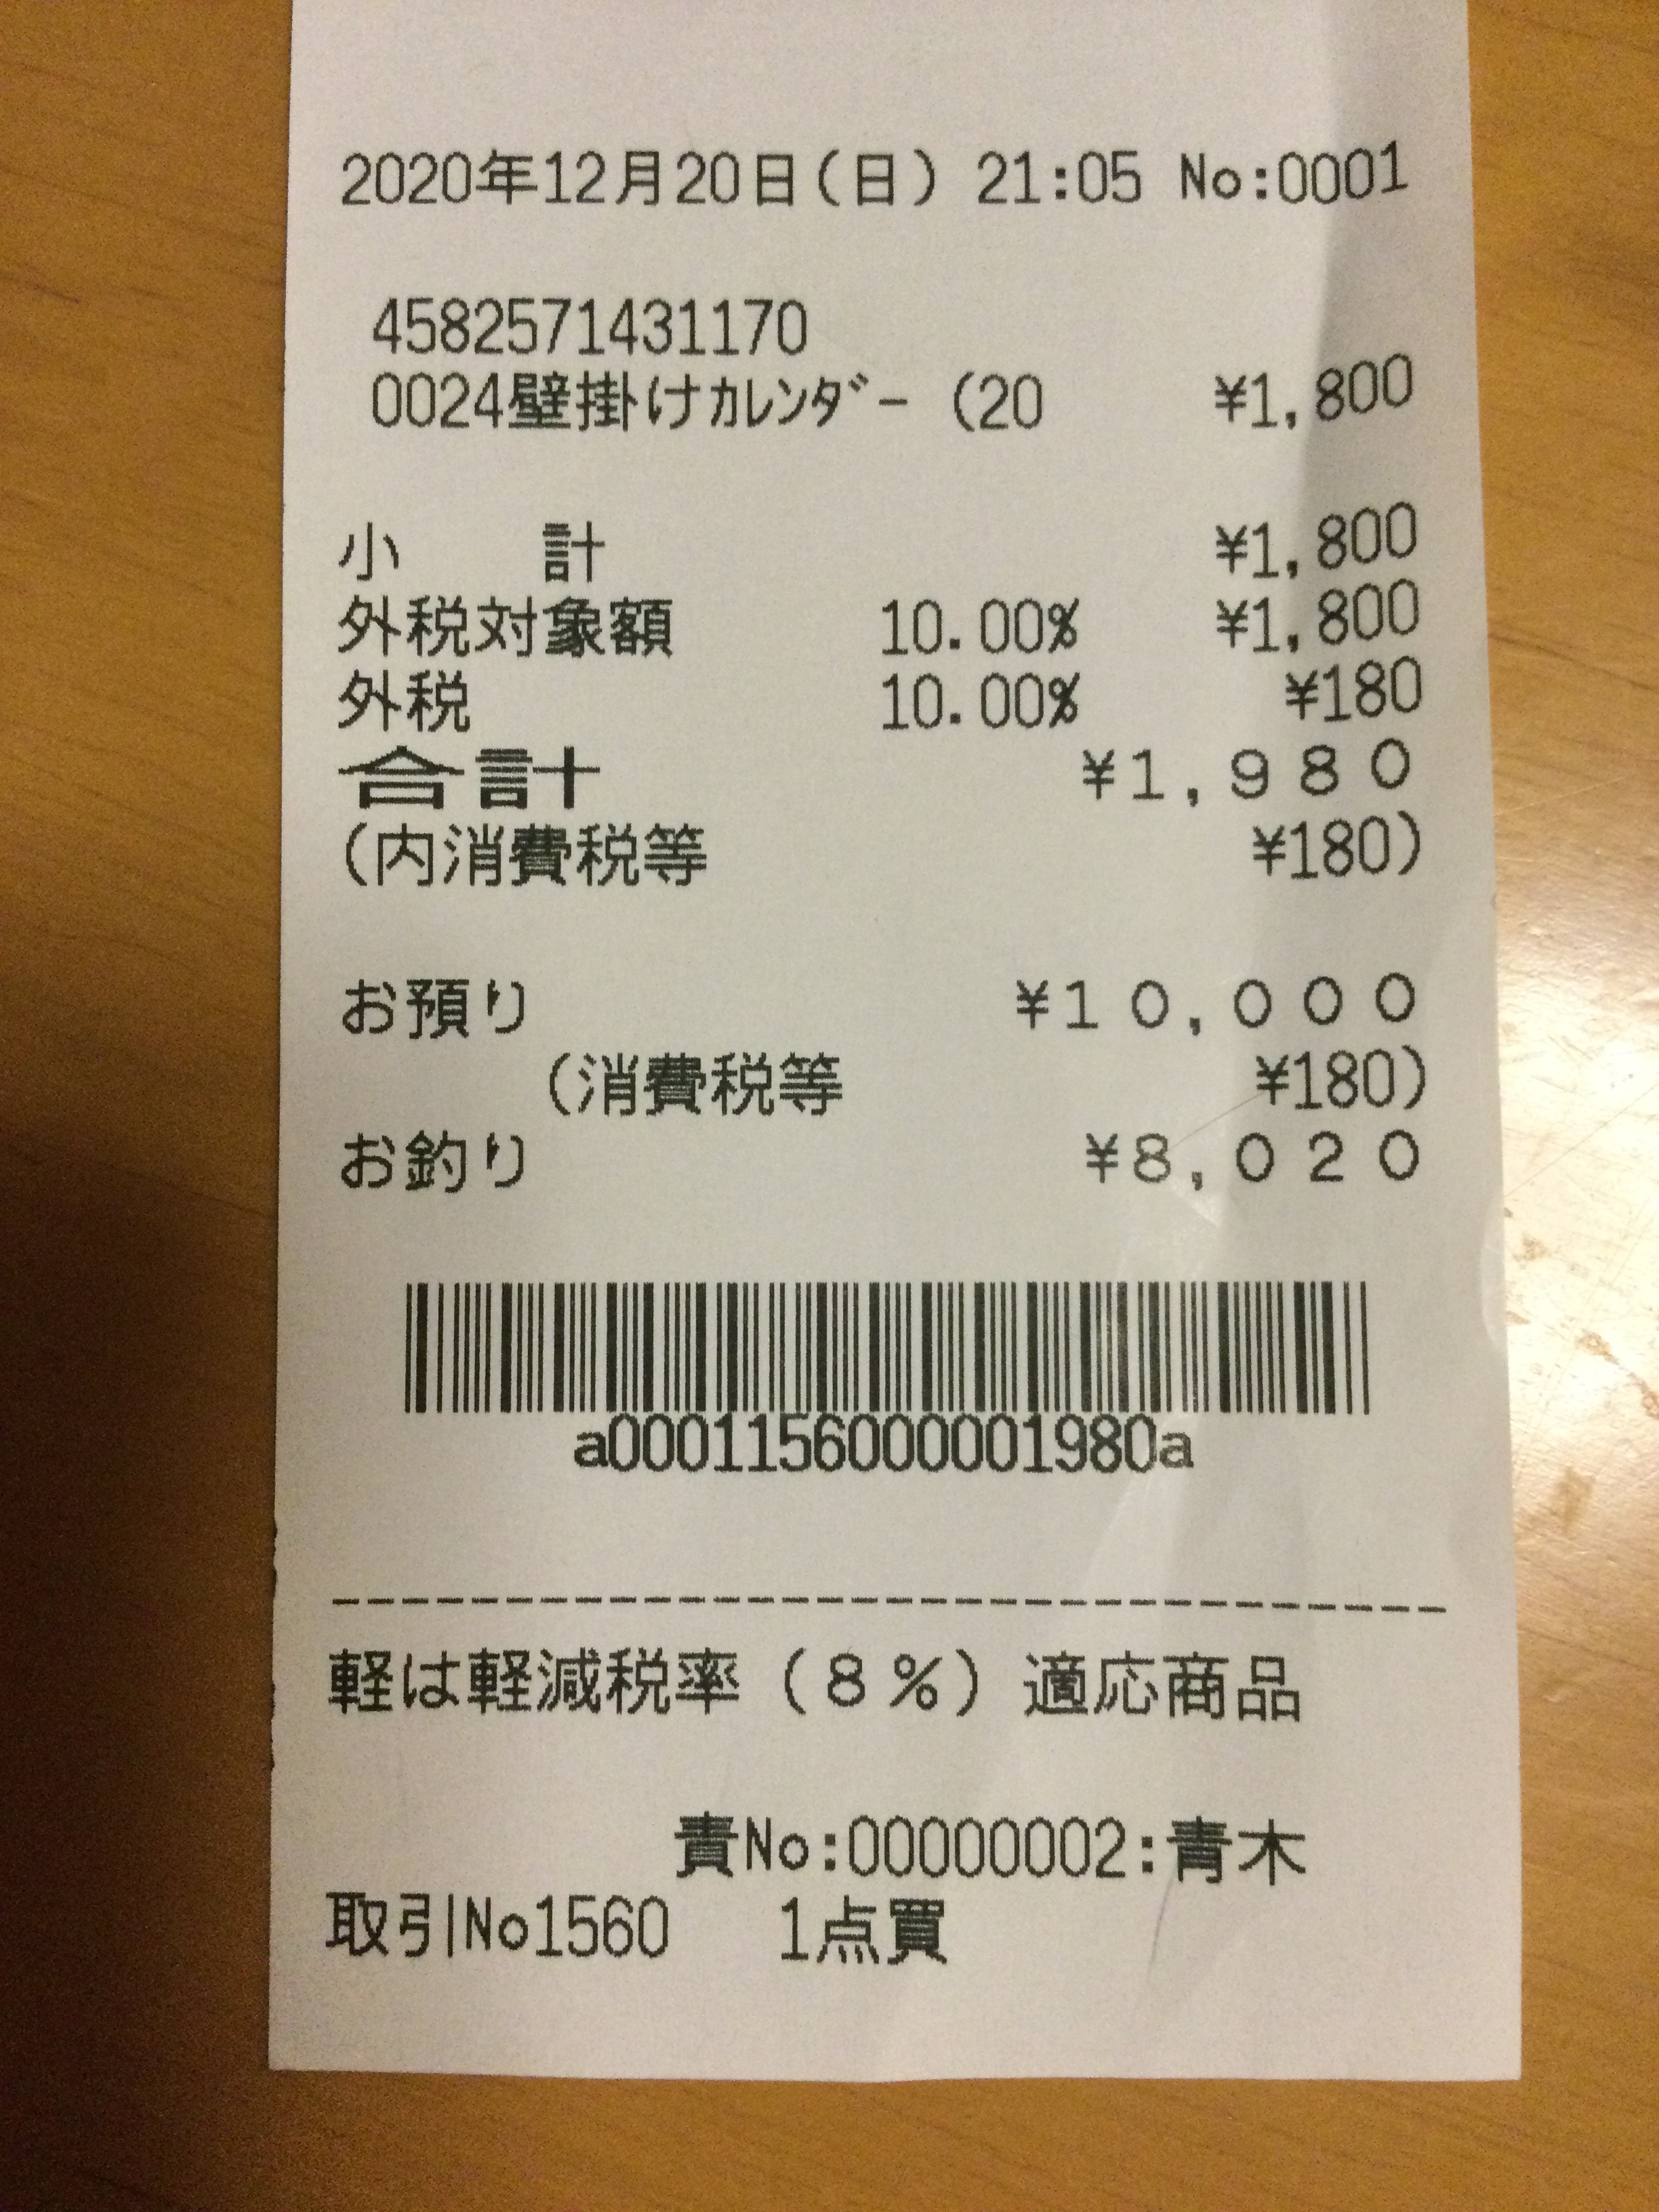 2020年12月20日(日) 21:05 No:0001
4582571431170
0024壁掛けｶﾚﾝﾀﾞｰ (20 ¥1,800
小 計 ¥1,800
外税対象額 10.00% ¥1,800
外税 10.00% ¥180
合計 ¥1,980
(内消費税等 ¥180)
お預り ¥10,000
(消費税等 ¥180)
お釣り ¥8,020
a0001156000001980a
--------------------------------
軽は軽減税率(8%)適応商品
責No:00000002:青木
取引No1560 1点買